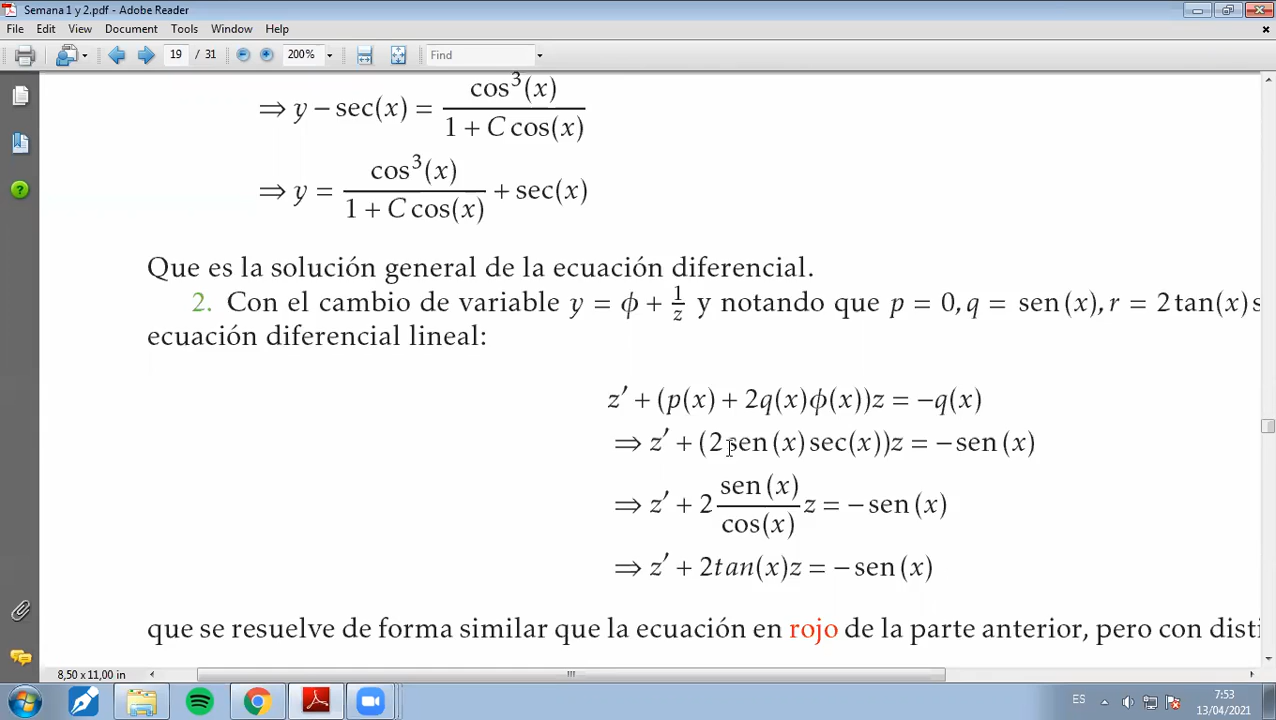 Semana 1 y 2.pdf - Adobe Reader
File Edit View Document Tools Window Help
19 / 31 200% Find
⇒ y − sec(x) = cos³(x) / (1 + C cos(x))
⇒ y = cos³(x) / (1 + C cos(x)) + sec(x)
Que es la solución general de la ecuación diferencial.
2. Con el cambio de variable y = ϕ + 1/z y notando que p = 0, q = sen (x), r = 2 tan(x) s
ecuación diferencial lineal:
z′ + (p(x) + 2q(x)ϕ(x))z = −q(x)
⇒ z′ + (2 sen (x) sec(x))z = − sen (x)
⇒ z′ + 2 sen (x) / cos(x) z = − sen (x)
⇒ z′ + 2tan(x)z = − sen (x)
que se resuelve de forma similar que la ecuación en rojo de la parte anterior, pero con disti
8,50 x 11,00 in
ES 7:53
13/04/2021